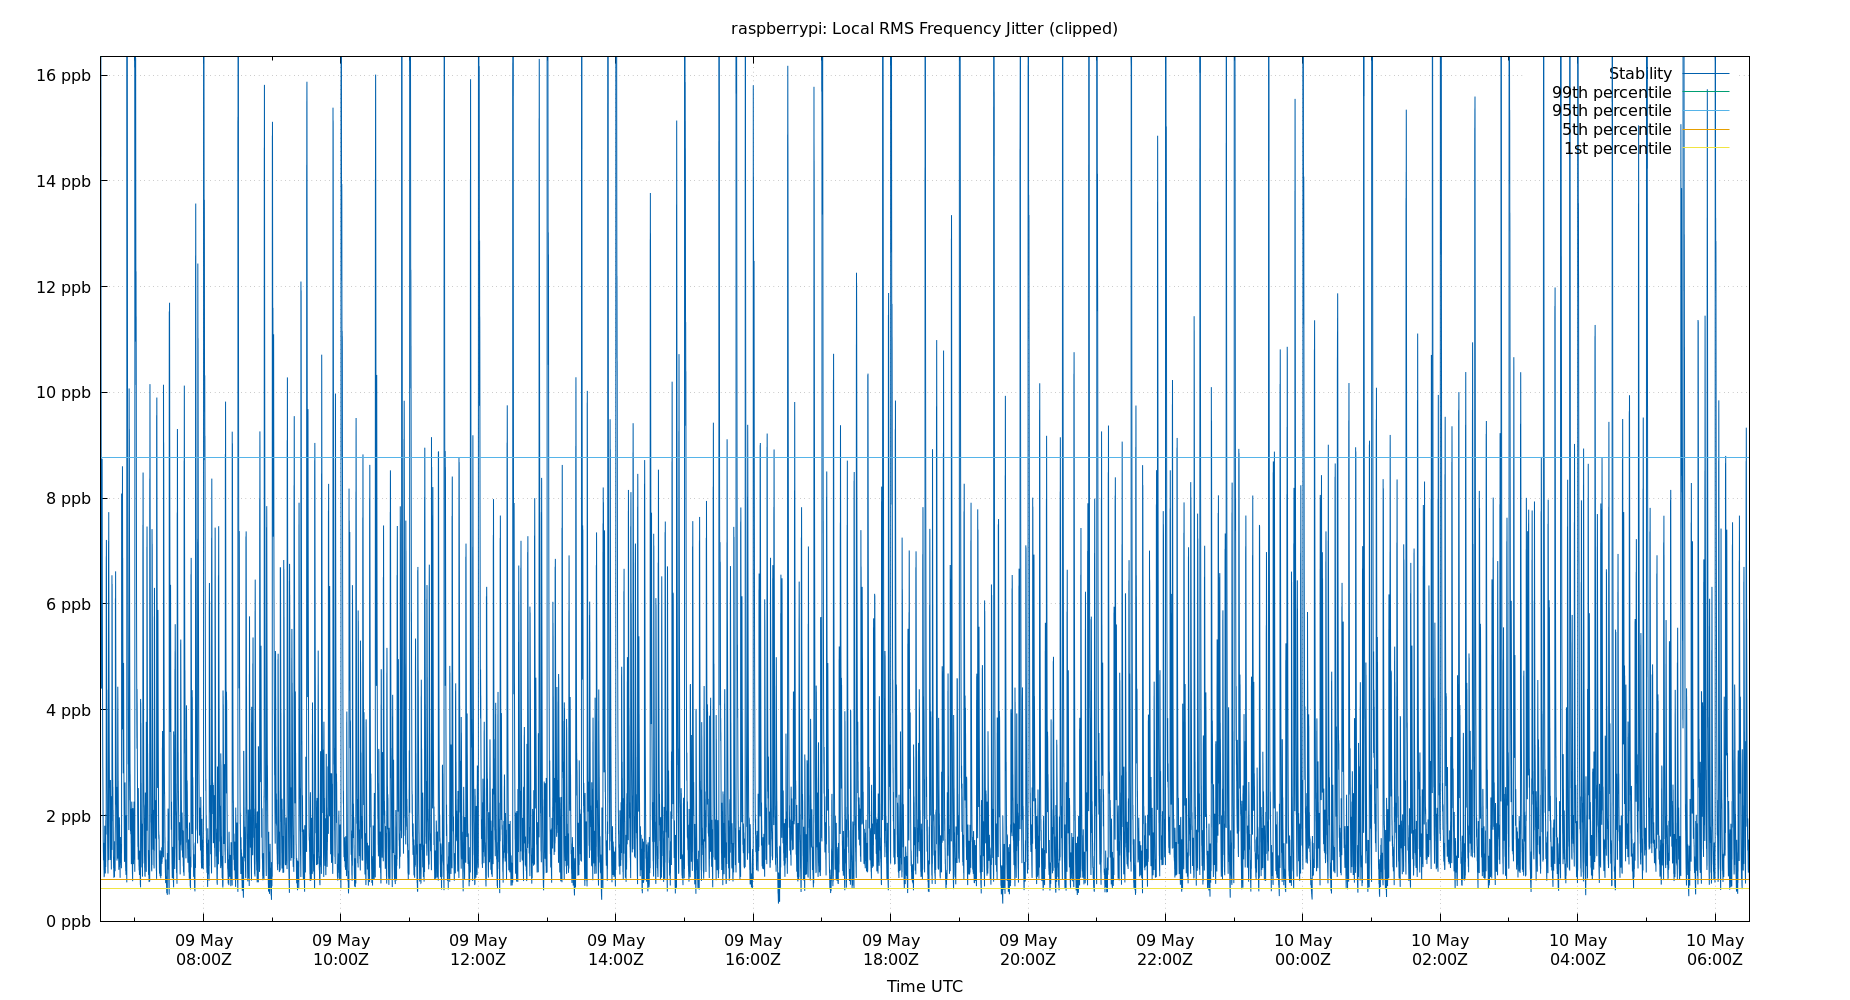 raspberrypi: Local RMS Frequency Jitter (clipped)
16 ppb
14 ppb
12 ppb
10 ppb
8 ppb
6 ppb
4 ppb
2 ppb
0 ppb
Stability
99th percentile
95th percentile
5th percentile
1st percentile
09 May 09 May 09 May 09 May 09 May 09 May 09 May 09 May 10 May 10 May 10 May 10 May
08:00Z 10:00Z 12:00Z 14:00Z 16:00Z 18:00Z 20:00Z 22:00Z 00:00Z 02:00Z 04:00Z 06:00Z
Time UTC